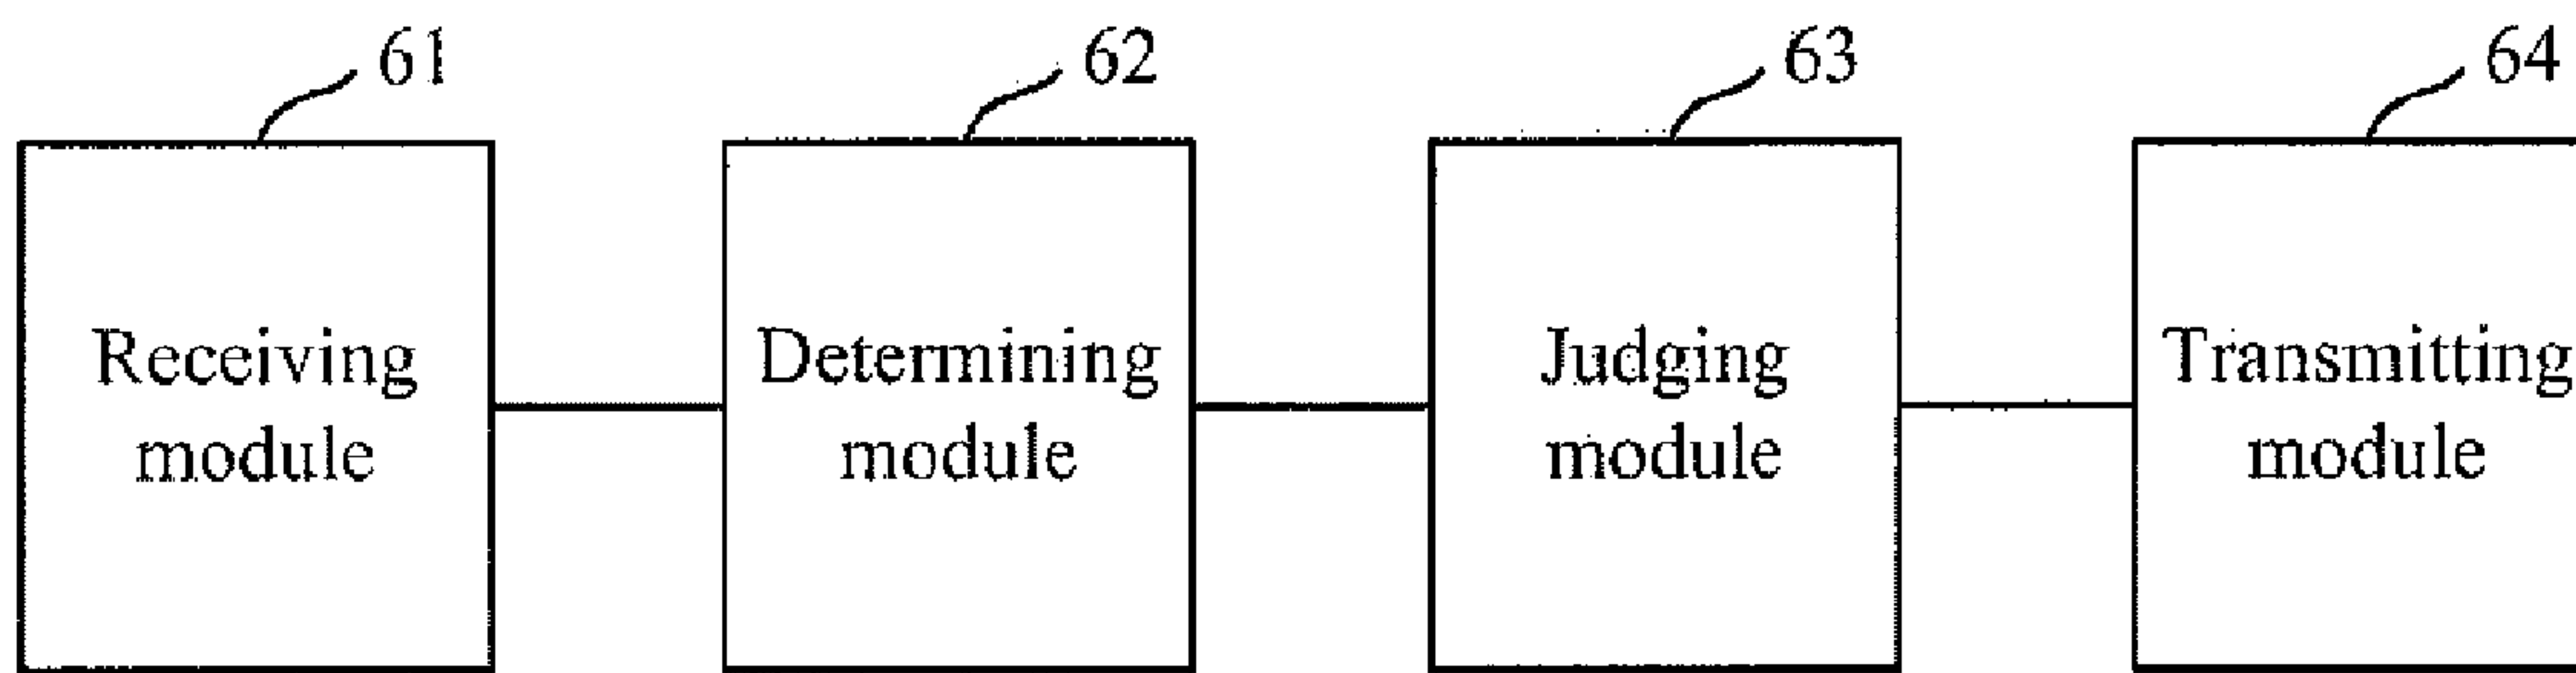 61
62
63
64
Receiving
module
Determining
module
Judging
module
Transmitting
module